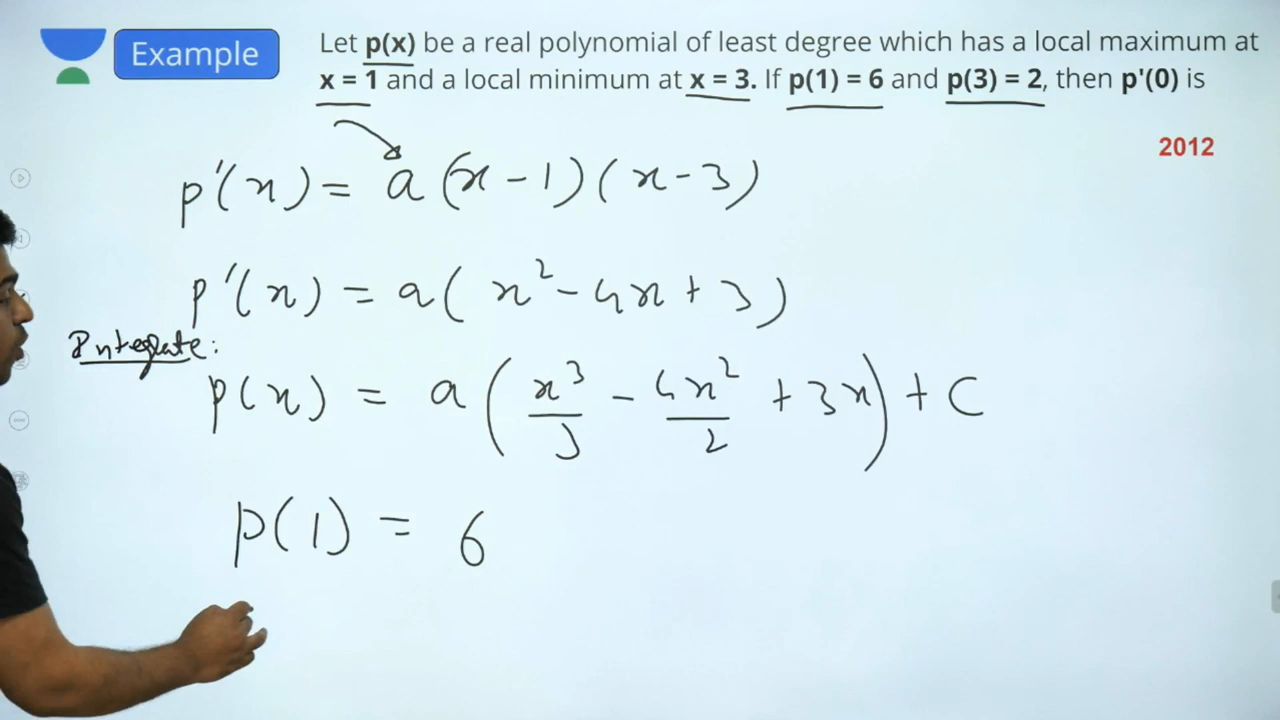 Example
Let p(x) be a real polynomial of least degree which has a local maximum at
x = 1 and a local minimum at x = 3. If p(1) = 6 and p(3) = 2, then p'(0) is
2012
p'(x) = a(x - 1)(x - 3)
p'(x) = a(x² - 4x + 3)
Integrate:
p(x) = a(x³/3 - 4x²/2 + 3x) + c
p(1) = 6